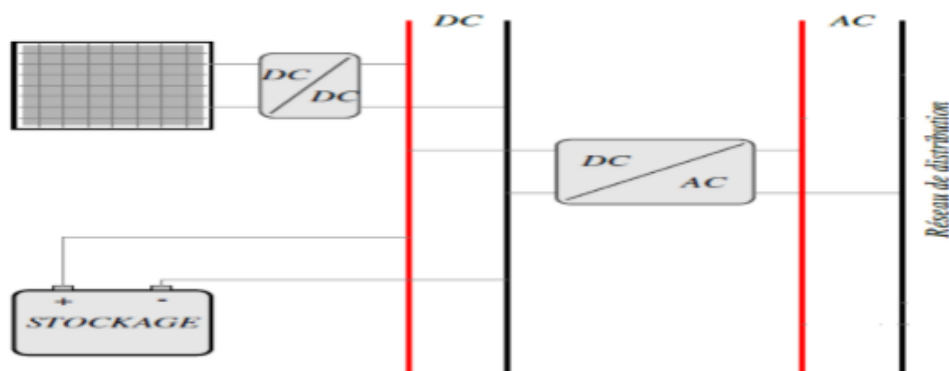 DC
AC
DC
DC
DC
AC
Réseau de distribution
+ -
STOCKAGE